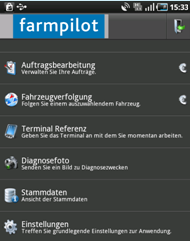 15:33
farmpilot
Auftragsbearbeitung
Verwalten Sie Ihre Aufträge.
Fahrzeugverfolgung
Folgen Sie einem auszuwählendem Fahrzeug.
Terminal Referenz
Geben Sie das Terminal an mit dem Sie momentan arbeiten.
Diagnosefoto
Senden Sie ein Bild zu Diagnosezwecken
Stammdaten
Ansicht der Stammdaten
Einstellungen
Treffen Sie grundlegende Einstellungen zur Anwendung.